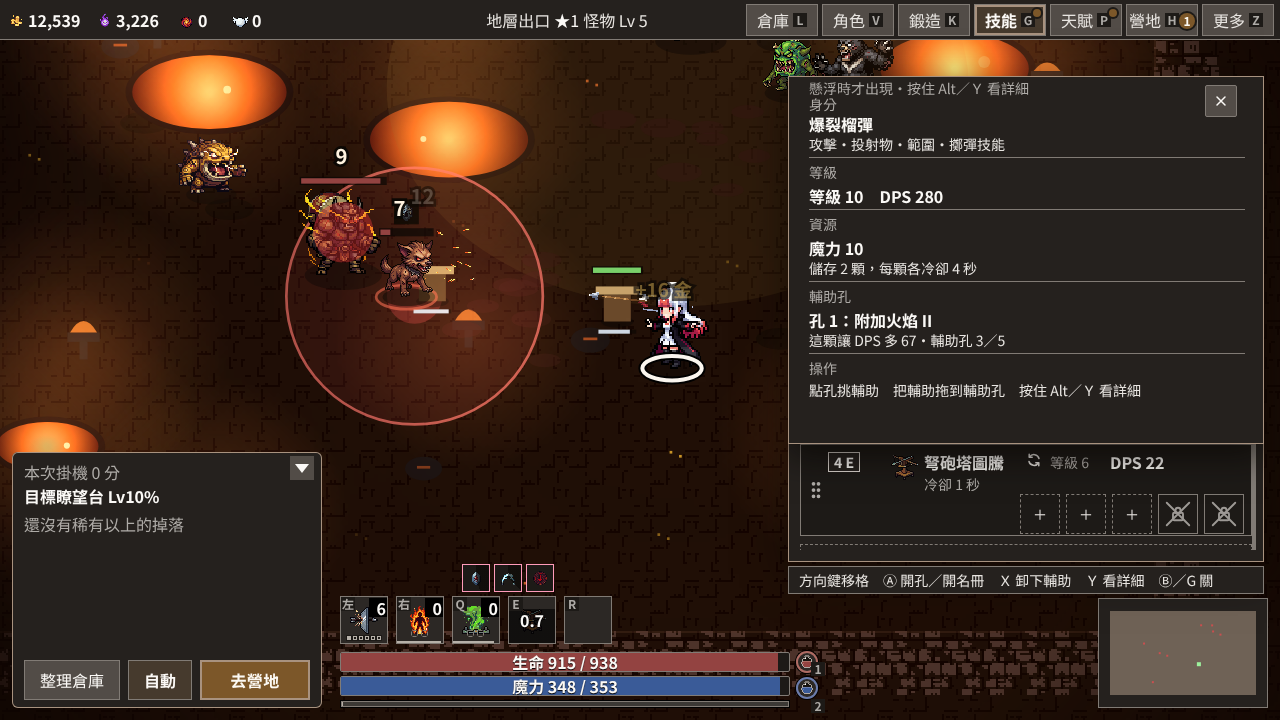 12,539 3,226 0 0
地層出口 ★1 怪物 Lv 5
倉庫 L 角色 V 鍛造 K 技能 G 天賦 P 營地 H 1 更多 Z
懸浮時才出現・按住 Alt／Ｙ 看詳細
身分
爆裂榴彈
攻擊・投射物・範圍・擲彈技能
等級
等級 10 DPS 280
資源
魔力 10
儲存 2 顆，每顆各冷卻 4 秒
輔助孔
孔 1：附加火焰 II
這顆讓 DPS 多 67・輔助孔 3／5
操作
點孔挑輔助 把輔助拖到輔助孔 按住 Alt／Ｙ 看詳細
4 E 弩砲塔圖騰 等級 6 DPS 22
冷卻 1 秒
+ + +
方向鍵移格 Ⓐ 開孔／開名冊 Ｘ 卸下輔助 Ｙ 看詳細 Ⓑ／G 關
9
12
7
+16 金
本次掛機 0 分
目標瞭望台 Lv10%
還沒有稀有以上的掉落
整理倉庫 自動 去營地
左 6 右 0 Q 0 E 0.7 R
生命 915 / 938
1
魔力 348 / 353
2